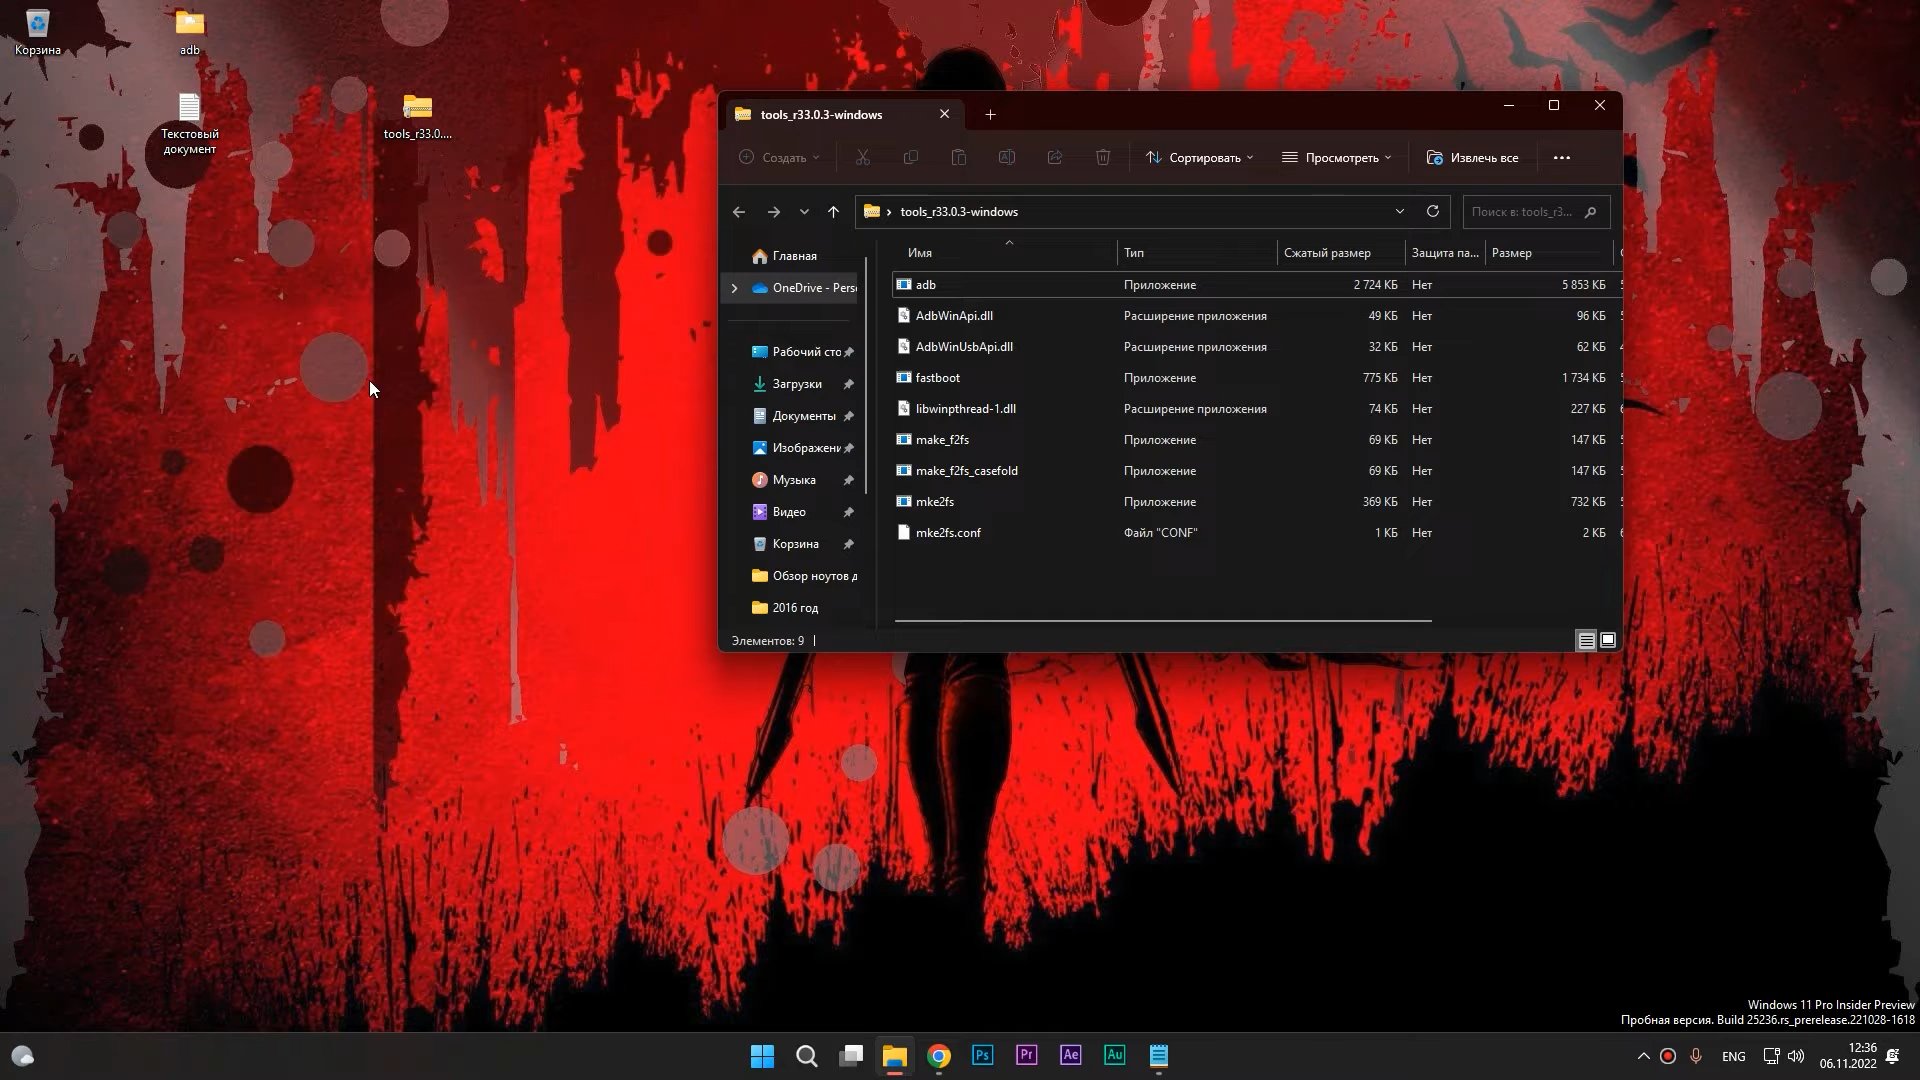 Корзина
adb
Текстовый
документ
tools_r33.0....
tools_r33.0.3-windows
Создать
Сортировать
Просмотреть
Извлечь все
tools_r33.0.3-windows
Поиск в: tools_r3...
Главная
OneDrive - Pers
Рабочий сто
Загрузки
Документы
Изображени
Музыка
Видео
Корзина
Обзор ноутов д
2016 год
Имя Тип Сжатый размер Защита па... Размер
adb Приложение 2 724 КБ Нет 5 853 КБ
AdbWinApi.dll Расширение приложения 49 КБ Нет 96 КБ
AdbWinUsbApi.dll Расширение приложения 32 КБ Нет 62 КБ
fastboot Приложение 775 КБ Нет 1 734 КБ
libwinpthread-1.dll Расширение приложения 74 КБ Нет 227 КБ
make_f2fs Приложение 69 КБ Нет 147 КБ
make_f2fs_casefold Приложение 69 КБ Нет 147 КБ
mke2fs Приложение 369 КБ Нет 732 КБ
mke2fs.conf Файл "CONF" 1 КБ Нет 2 КБ
Элементов: 9
Windows 11 Pro Insider Preview
Пробная версия. Build 25236.rs_prerelease.221028-1618
Ps
Pr
Ae
Au
ENG
12:36
06.11.2022